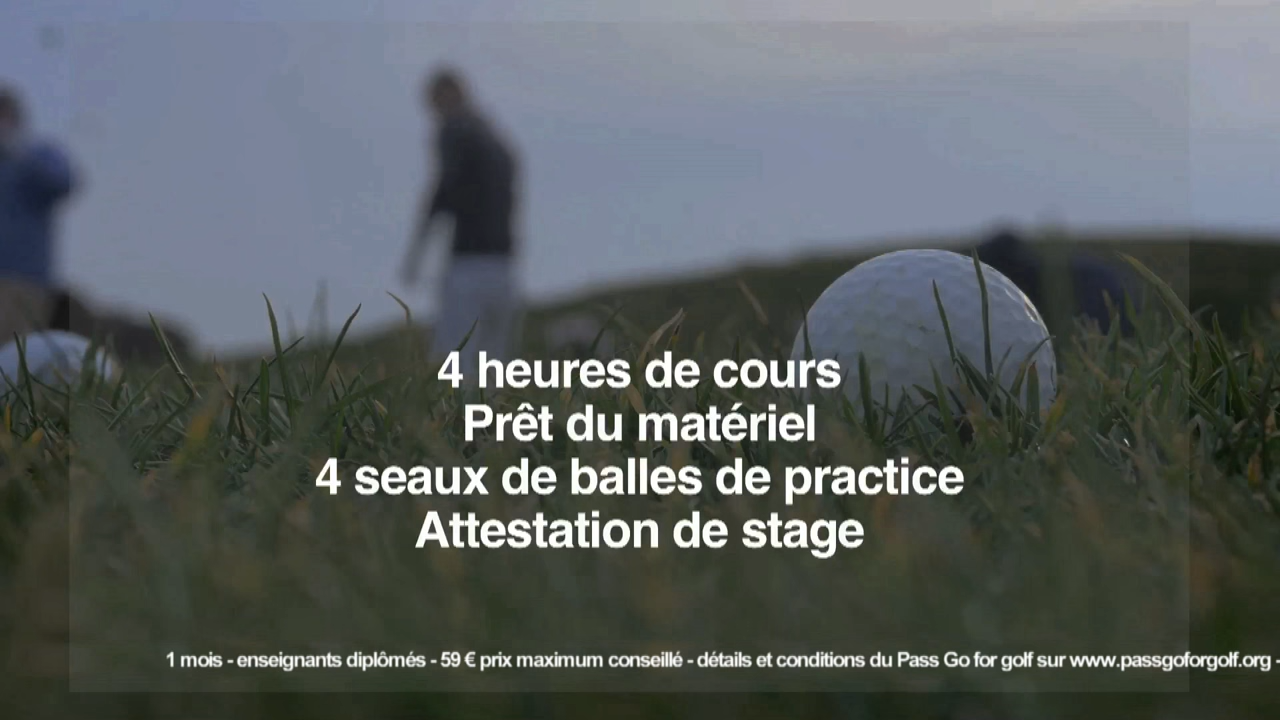 4 heures de cours
Prêt du matériel
4 seaux de balles de practice
Attestation de stage
1 mois - enseignants diplômés - 59 € prix maximum conseillé - détails et conditions du Pass Go for golf sur www.passgoforgolf.org -